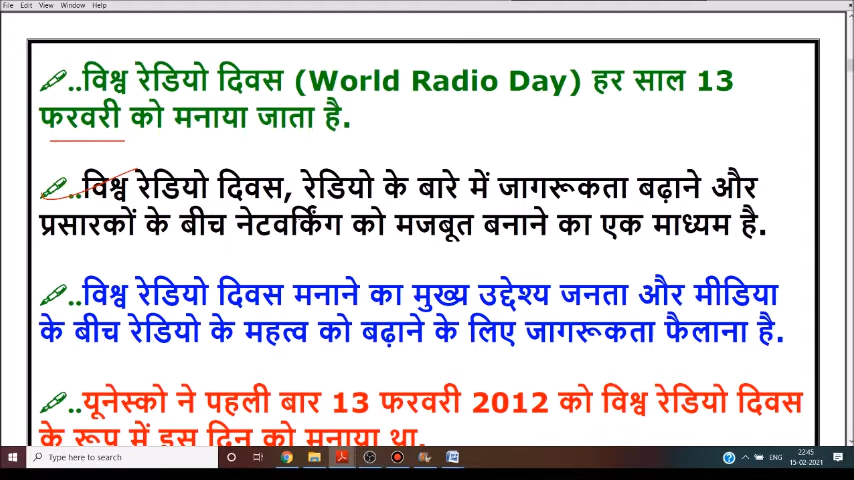 File Edit View Window Help
..विश्व रेडियो दिवस (World Radio Day) हर साल 13
फरवरी को मनाया जाता है.
..विश्व रेडियो दिवस, रेडियो के बारे में जागरूकता बढ़ाने और
प्रसारकों के बीच नेटवर्किंग को मजबूत बनाने का एक माध्यम है.
..विश्व रेडियो दिवस मनाने का मुख्य उद्देश्य जनता और मीडिया
के बीच रेडियो के महत्व को बढ़ाने के लिए जागरूकता फैलाना है.
..यूनेस्को ने पहली बार 13 फरवरी 2012 को विश्व रेडियो दिवस
के रूप में इस दिन को मनाया था.
Type here to search
ENG
22:45
15-02-2021